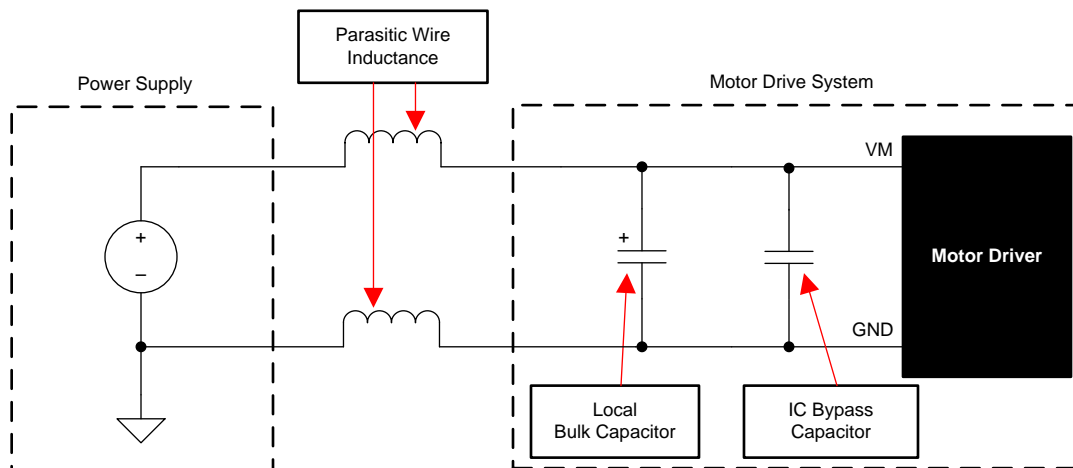 Parasitic Wire
Inductance
Power Supply
Motor Drive System
VM
+
–
+
Motor Driver
GND
Local
Bulk Capacitor
IC Bypass
Capacitor